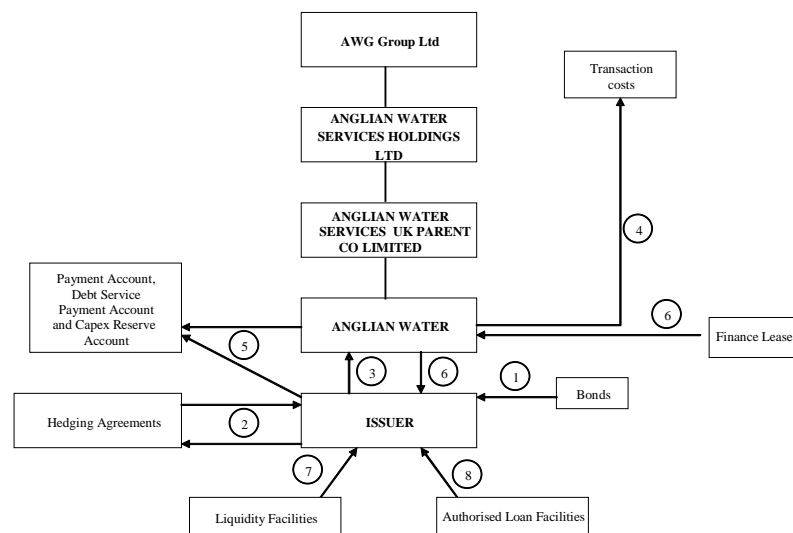 AWG Group Ltd
Transaction
costs
ANGLIAN WATER
SERVICES HOLDINGS
LTD
ANGLIAN WATER
SERVICES UK PARENT
CO LIMITED
4
Payment Account,
Debt Service
Payment Account
and Capex Reserve
Account
ANGLIAN WATER
6
Finance Lease
5
3
6
1
Bonds
Hedging Agreements
2
ISSUER
7
8
Liquidity Facilities
Authorised Loan Facilities